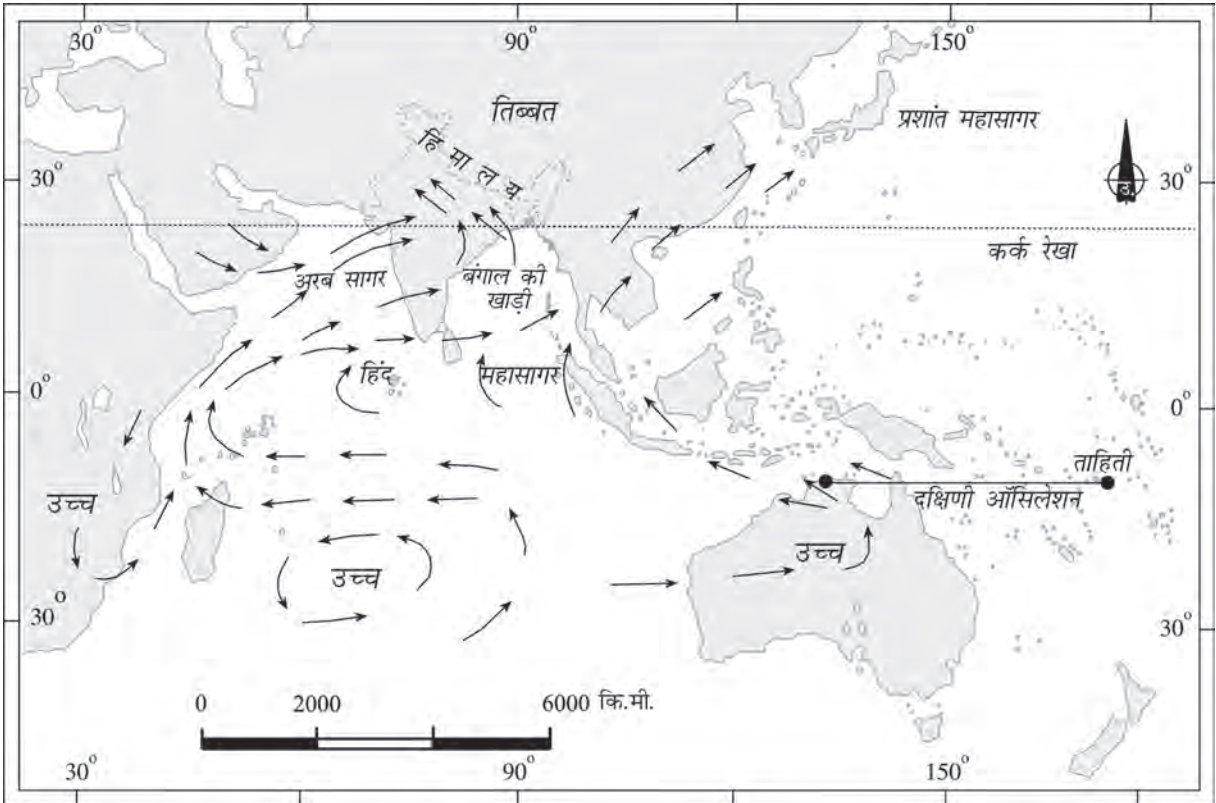 30° 90° 150°
तिब्बत
प्रशांत महासागर
हिमालय
30° 30°
उ.
कर्क रेखा
अरब सागर
बंगाल की
खाड़ी
हिंद महासागर
0° 0°
ताहिती
दक्षिणी ऑसिलेशन
उच्च
उच्च
उच्च
30° 30°
0 2000 6000 कि.मी.
30° 90° 150°